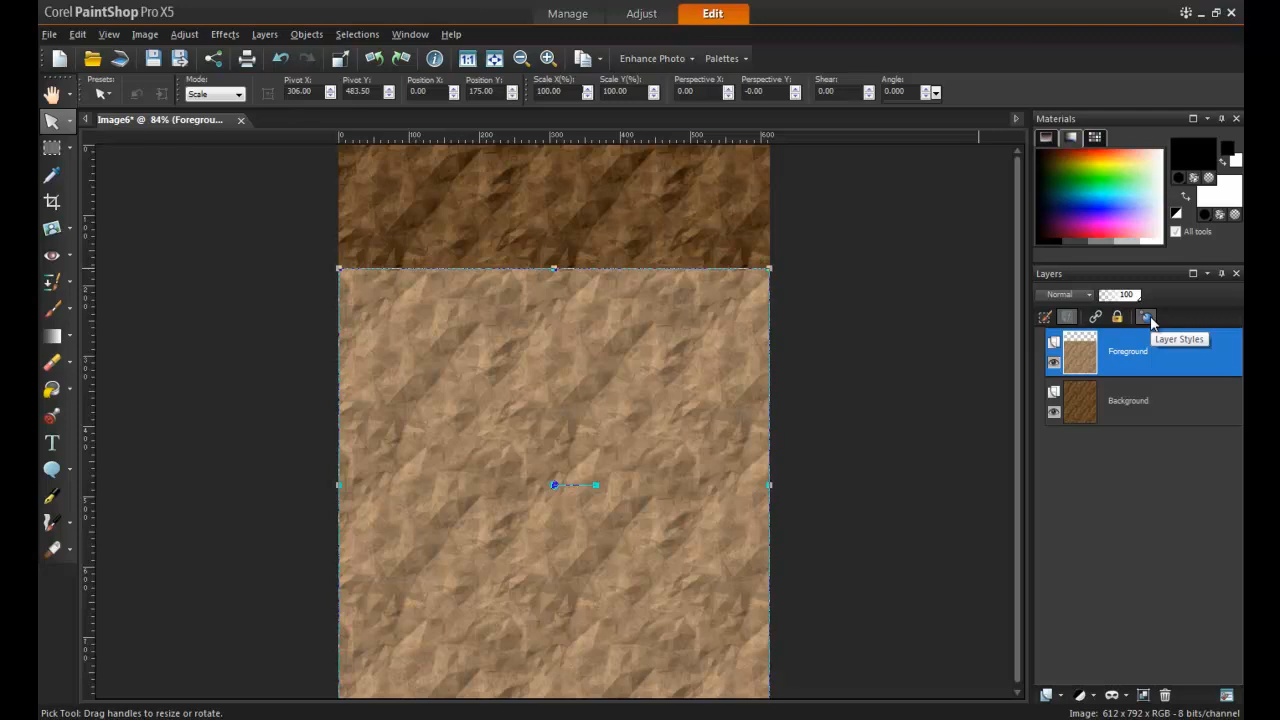 Corel PaintShop Pro X5
Manage Adjust Edit
File Edit View Image Adjust Effects Layers Objects Selections Window Help
1:1 Enhance Photo Palettes
Presets: Mode: Pivot X: Pivot Y: Position X: Position Y: Scale X(%): Scale Y(%): Perspective X: Perspective Y: Shear: Angle:
Scale 306.00 483.50 0.00 175.00 100.00 100.00 0.00 -0.00 0.00 0.000
Image6* @ 84% (Foregrou...
Materials
0 100 200 300 400 500 600
All tools
Layers
Normal 100
Layer Styles
Foreground
Background
T
Pick Tool: Drag handles to resize or rotate.
Image: 612 x 792 x RGB - 8 bits/channel